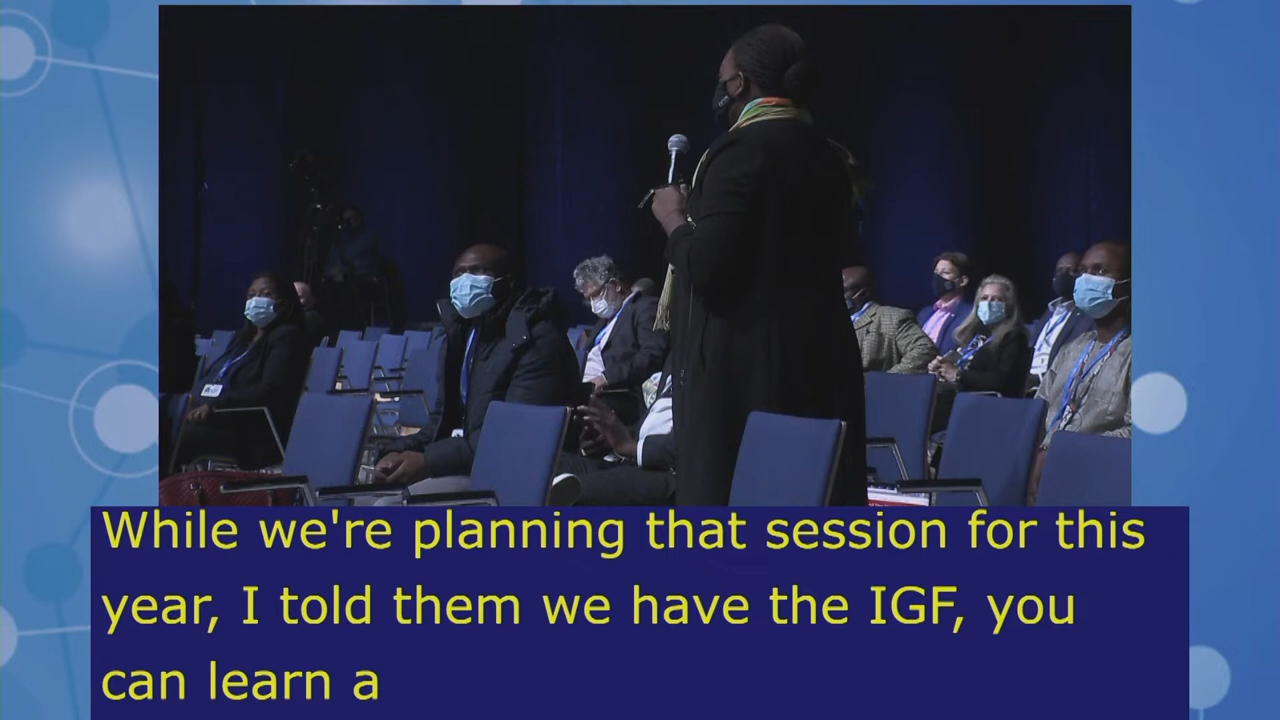 While we're planning that session for this
year, I told them we have the IGF, you
can learn a